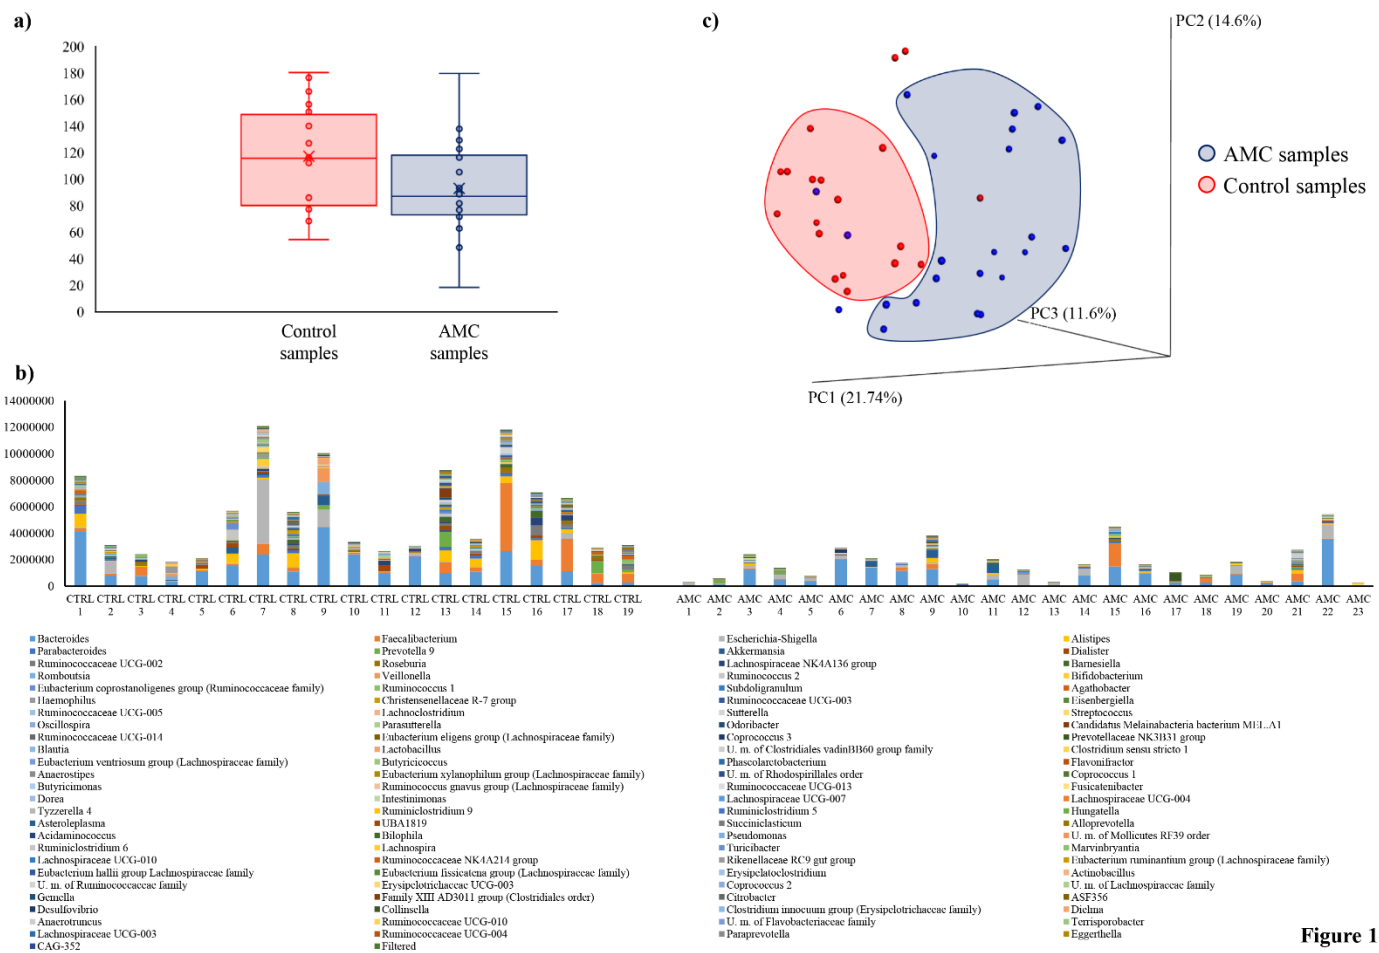 a)
200
180
160
140
120
100
80
60
40
20
0
Control samples
AMC samples
c)
PC2 (14.6%)
AMC samples
Control samples
PC3 (11.6%)
PC1 (21.74%)
b)
14000000
12000000
10000000
8000000
6000000
4000000
2000000
0
CTRL CTRL CTRL CTRL CTRL CTRL CTRL CTRL CTRL CTRL CTRL CTRL CTRL CTRL CTRL CTRL CTRL CTRL CTRL AMC AMC AMC AMC AMC AMC AMC AMC AMC AMC AMC AMC AMC AMC AMC AMC AMC AMC AMC AMC AMC AMC AMC
1 2 3 4 5 6 7 8 9 10 11 12 13 14 15 16 17 18 19 1 2 3 4 5 6 7 8 9 10 11 12 13 14 15 16 17 18 19 20 21 22 23
Bacteroides Faecalibacterium Escherichia-Shigella Alistipes
Parabacteroides Prevotella 9 Akkermansia Dialister
Ruminococcaceae UCG-002 Roseburia Lachnospiraceae NK4A136 group Barnesiella
Romboutsia Veillonella Ruminococcus 2 Bifidobacterium
Eubacterium coprostanoligenes group (Ruminococcaceae family) Ruminococcus 1 Subdoligranulum Agathobacter
Haemophilus Christensenellaceae R-7 group Ruminococcaceae UCG-003 Eisenbergiella
Ruminococcaceae UCG-005 Lachnoclostridium Sutterella Streptococcus
Oscillospira Parasutterella Odoribacter Candidatus Melainabacteria bacterium MEL.A1
Ruminococcaceae UCG-014 Eubacterium eligens group (Lachnospiraceae family) Coprococcus 3 Prevotellaceae NK3B31 group
Blautia Lactobacillus U. m. of Clostridiales vadinBB60 group family Clostridium sensu stricto 1
Eubacterium ventriosum group (Lachnospiraceae family) Butyricicoccus Phascolarctobacterium Flavonifractor
Anaerostipes Eubacterium xylanophilum group (Lachnospiraceae family) U. m. of Rhodospirillales order Coprococcus 1
Butyricimonas Ruminococcus gnavus group (Lachnospiraceae family) Ruminococcaceae UCG-013 Fusicatenibacter
Dorea Intestinimonas Lachnospiraceae UCG-007 Lachnospiraceae UCG-004
Tyzzerella 4 Ruminiclostridium 9 Ruminiclostridium 5 Hungatella
Asteroleplasma UBA1819 Succiniclasticum Alloprevotella
Acidaminococcus Bilophila Pseudomonas U. m. of Mollicutes RF39 order
Ruminiclostridium 6 Lachnospira Turicibacter Marvinbryantia
Lachnospiraceae UCG-010 Ruminococcaceae NK4A214 group Rikenellaceae RC9 gut group Eubacterium ruminantium group (Lachnospiraceae family)
Eubacterium hallii group Lachnospiraceae family Eubacterium fissicatena group (Lachnospiraceae family) Erysipelatoclostridium Actinobacillus
U. m. of Ruminococcaceae family Erysipelotrichaceae UCG-003 Coprococcus 2 U. m. of Lachnospiraceae family
Gemella Family XIII AD3011 group (Clostridiales order) Citrobacter ASF356
Desulfovibrio Collinsella Clostridium innocuum group (Erysipelotrichaceae family) Dielma
Anaerotruncus Ruminococcaceae UCG-010 U. m. of Flavobacteriaceae family Terrisporobacter
Lachnospiraceae UCG-003 Ruminococcaceae UCG-004 Paraprevotella Eggerthella
CAG-352 Filtered
Figure 1